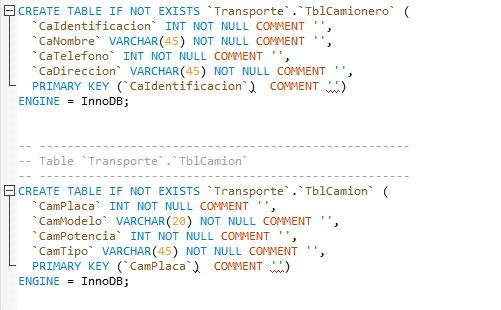 CREATE TABLE IF NOT EXISTS `Transporte`.`TblCamionero` (
`CaIdentificacion` INT NOT NULL COMMENT '',
`CaNombre` VARCHAR(45) NOT NULL COMMENT '',
`CaTelefono` INT NOT NULL COMMENT '',
`CaDireccion` VARCHAR(45) NOT NULL COMMENT '',
PRIMARY KEY (`CaIdentificacion`)  COMMENT '')
ENGINE = InnoDB;
-- -----------------------------------------------------
-- Table `Transporte`.`TblCamion`
-- -----------------------------------------------------
CREATE TABLE IF NOT EXISTS `Transporte`.`TblCamion` (
`CamPlaca` INT NOT NULL COMMENT '',
`CamModelo` VARCHAR(20) NOT NULL COMMENT '',
`CamPotencia` INT NOT NULL COMMENT '',
`CamTipo` VARCHAR(45) NOT NULL COMMENT '',
PRIMARY KEY (`CamPlaca`)  COMMENT '')
ENGINE = InnoDB;